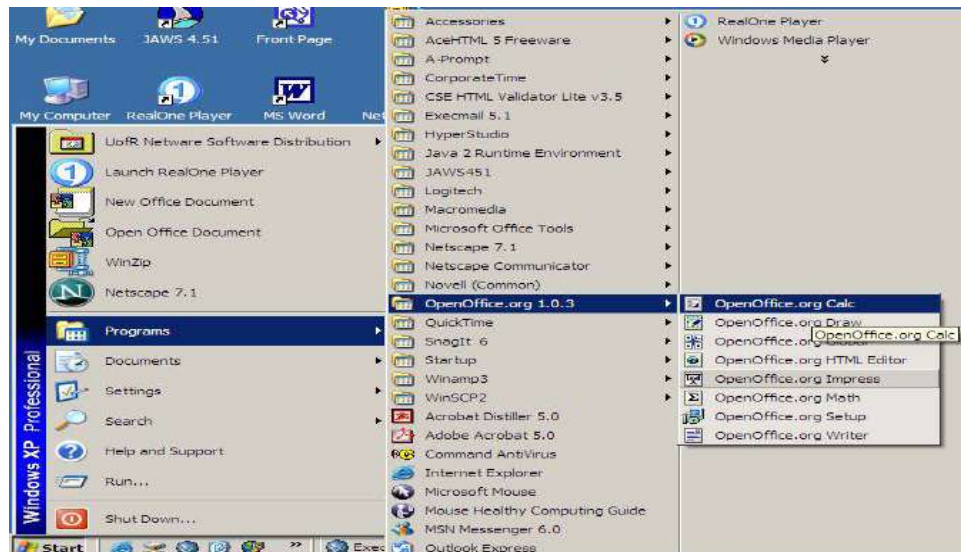 My Documents JAWS 4.51 Front Page
My Computer RealOne Player MS Word Net
UofR Netware Software Distribution
Launch RealOne Player
New Office Document
Open Office Document
WinZip
Netscape 7.1
Programs
Documents
Settings
Search
Help and Support
Run...
Shut Down...
Windows XP Professional
Start
»
Exec
Accessories
AceHTML 5 Freeware
A-Prompt
CorporateTime
CSE HTML Validator Lite v3.5
Execmail 5.1
HyperStudio
Java 2 Runtime Environment
JAWS451
Logitech
Macromedia
Microsoft Office Tools
Netscape 7.1
Netscape Communicator
Novell (Common)
OpenOffice.org 1.0.3
QuickTime
SnagIt 6
Startup
Winamp3
WinSCP2
Acrobat Distiller 5.0
Adobe Acrobat 5.0
Command AntiVirus
Internet Explorer
Microsoft Mouse
Mouse Healthy Computing Guide
MSN Messenger 6.0
Outlook Express
RealOne Player
Windows Media Player
OpenOffice.org Calc
OpenOffice.org Draw
OpenOffice.org Calc
OpenOffice.org Global
OpenOffice.org HTML Editor
OpenOffice.org Impress
OpenOffice.org Math
OpenOffice.org Setup
OpenOffice.org Writer